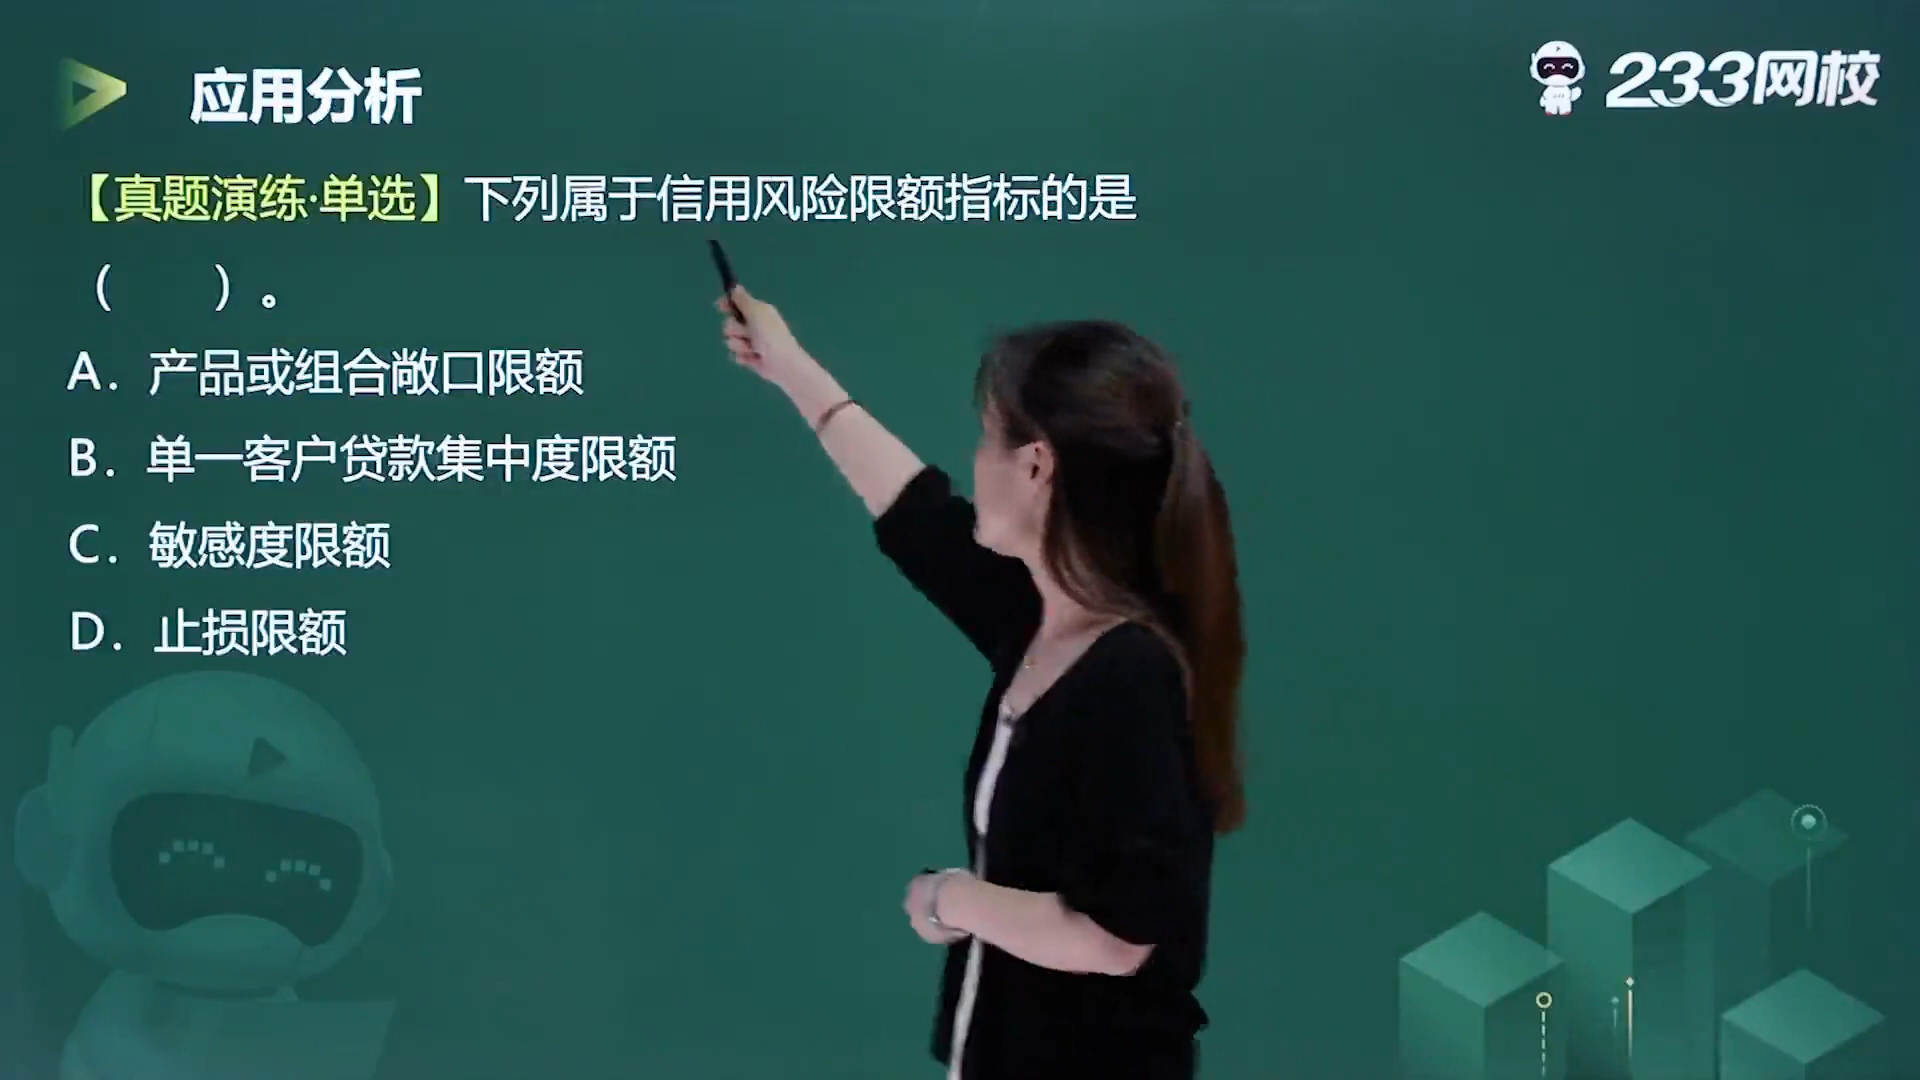 应用分析
233网校
【真题演练·单选】下列属于信用风险限额指标的是
（　　）。
A．产品或组合敞口限额
B．单一客户贷款集中度限额
C．敏感度限额
D．止损限额